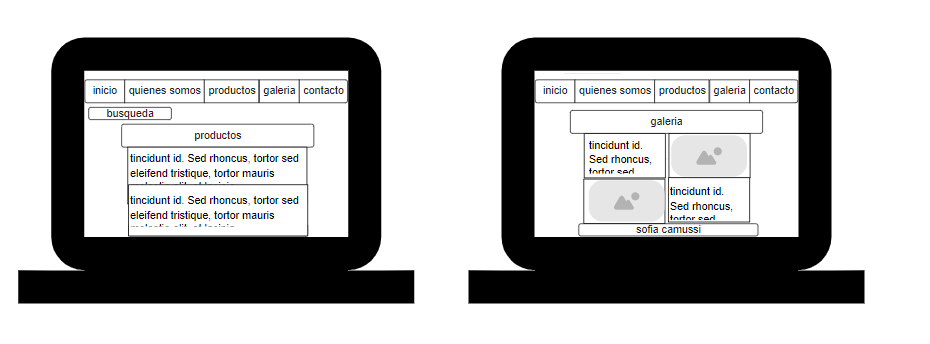 inicio quienes somos productos galeria contacto
busqueda
productos
tincidunt id. Sed rhoncus, tortor sed
eleifend tristique, tortor mauris
tincidunt id. Sed rhoncus, tortor sed
eleifend tristique, tortor mauris
inicio quienes somos productos galeria contacto
galeria
tincidunt id.
Sed rhoncus,
tortor sed
tincidunt id.
Sed rhoncus,
tortor sed
sofia camussi